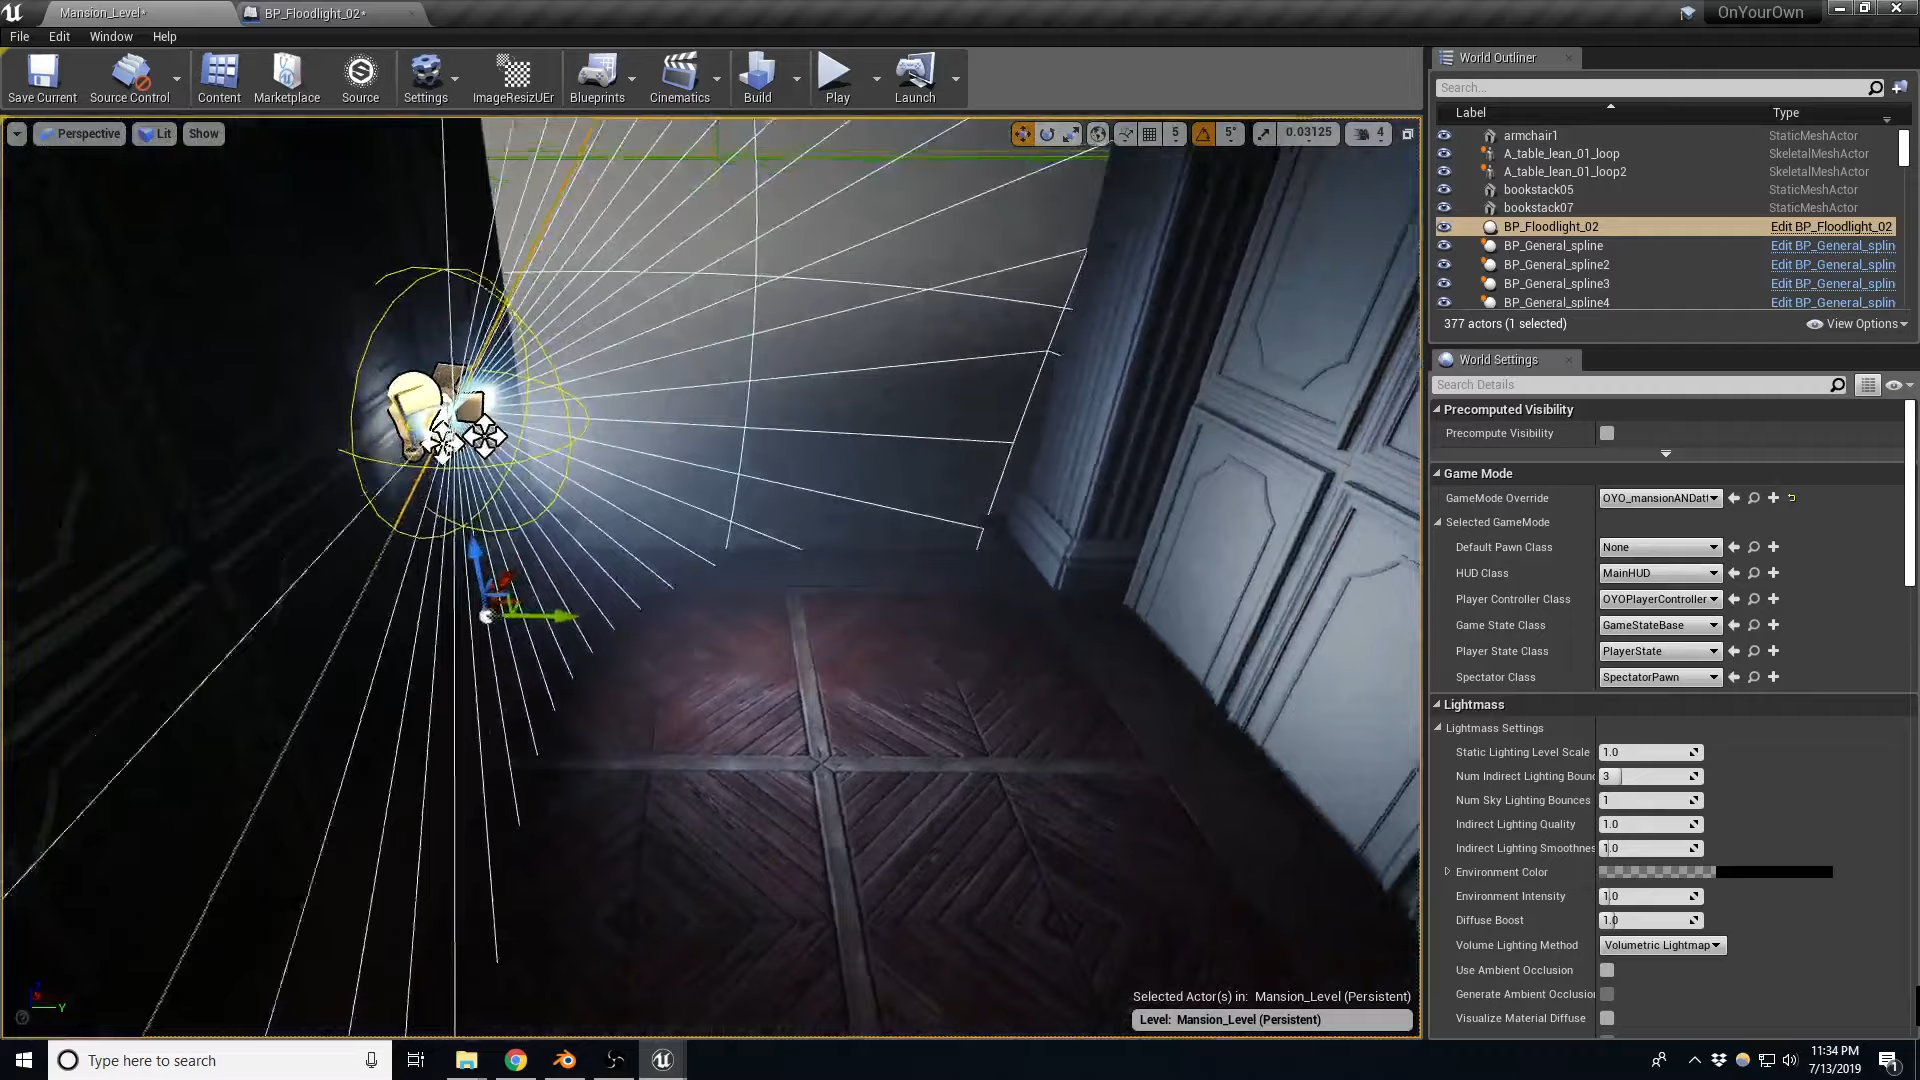 Mansion_Level*
BP_Floodlight_02*
OnYourOwn
File Edit Window Help
Save Current
Source Control
Content
Marketplace
Source
Settings
ImageResizUEr
Blueprints
Cinematics
Build
Play
Launch
Perspective
Lit
Show
5
5°
0.03125
4
World Outliner
Search...
Label Type
armchair1 StaticMeshActor
A_table_lean_01_loop SkeletalMeshActor
A_table_lean_01_loop2 SkeletalMeshActor
bookstack05 StaticMeshActor
bookstack07 StaticMeshActor
BP_Floodlight_02 Edit BP_Floodlight_02
BP_General_spline Edit BP_General_splin
BP_General_spline2 Edit BP_General_splin
BP_General_spline3 Edit BP_General_splin
BP_General_spline4 Edit BP_General_splin
377 actors (1 selected)
View Options
World Settings
Search Details
Precomputed Visibility
Precompute Visibility
Game Mode
GameMode Override OYO_mansionANDatt
Selected GameMode
Default Pawn Class None
HUD Class MainHUD
Player Controller Class OYOPlayerController
Game State Class GameStateBase
Player State Class PlayerState
Spectator Class SpectatorPawn
Lightmass
Lightmass Settings
Static Lighting Level Scale 1.0
Num Indirect Lighting Boun 3
Num Sky Lighting Bounces 1
Indirect Lighting Quality 1.0
Indirect Lighting Smoothnes 1.0
Environment Color
Environment Intensity 1.0
Diffuse Boost 1.0
Volume Lighting Method Volumetric Lightmap
Use Ambient Occlusion
Generate Ambient Occlusion
Visualize Material Diffuse
Selected Actor(s) in: Mansion_Level (Persistent)
Level: Mansion_Level (Persistent)
Z
Y
Type here to search
11:34 PM
7/13/2019
1